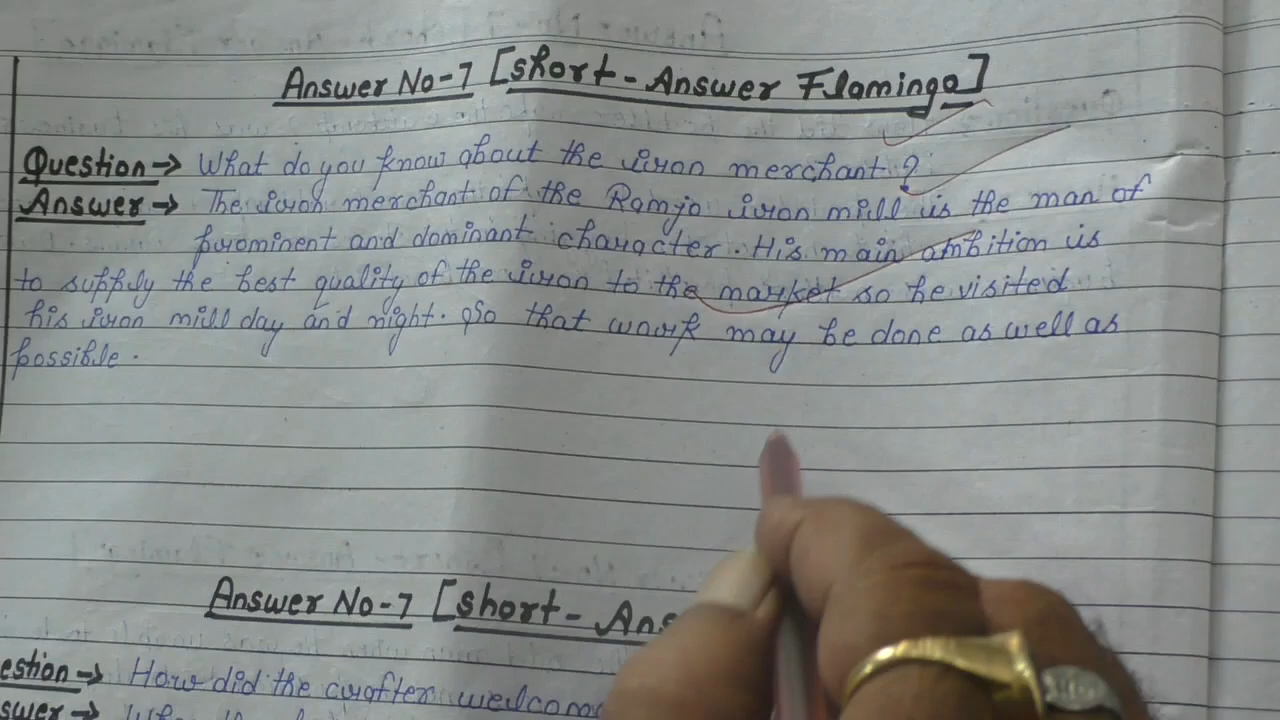 Answer No-7 [short-Answer Flamingo]
Question→ What do you know about the iron merchant?
Answer→ The iron merchant of the Ramjo iron mill is the man of
prominent and dominant character. His main ambition is
to supply the best quality of the iron to the market so he visited
his iron mill day and night. So that work may be done as well as
possible.
Answer No-7 [short-Ans
estion→ How did the crofter welcom
swer→